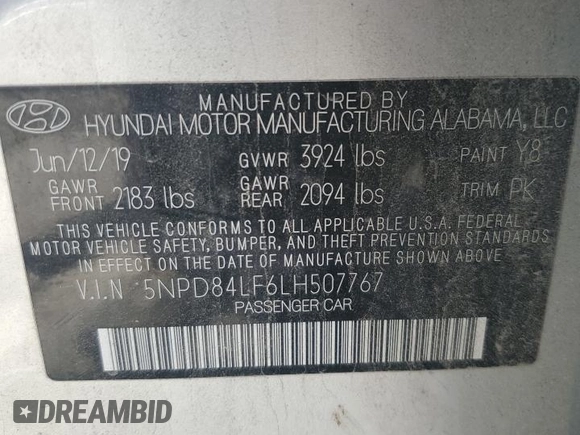 MANUFACTURED BY
HYUNDAI MOTOR MANUFACTURING ALABAMA, LLC
Jun/12/19 GVWR 3924 lbs PAINT Y8
GAWR FRONT 2183 lbs GAWR REAR 2094 lbs TRIM PK
THIS VEHICLE CONFORMS TO ALL APPLICABLE U.S.A. FEDERAL
MOTOR VEHICLE SAFETY, BUMPER, AND THEFT PREVENTION STANDARDS
IN EFFECT ON THE DATE OF MANUFACTURE SHOWN ABOVE.
V.I.N 5NPD84LF6LH507767
PASSENGER CAR
DREAMBID